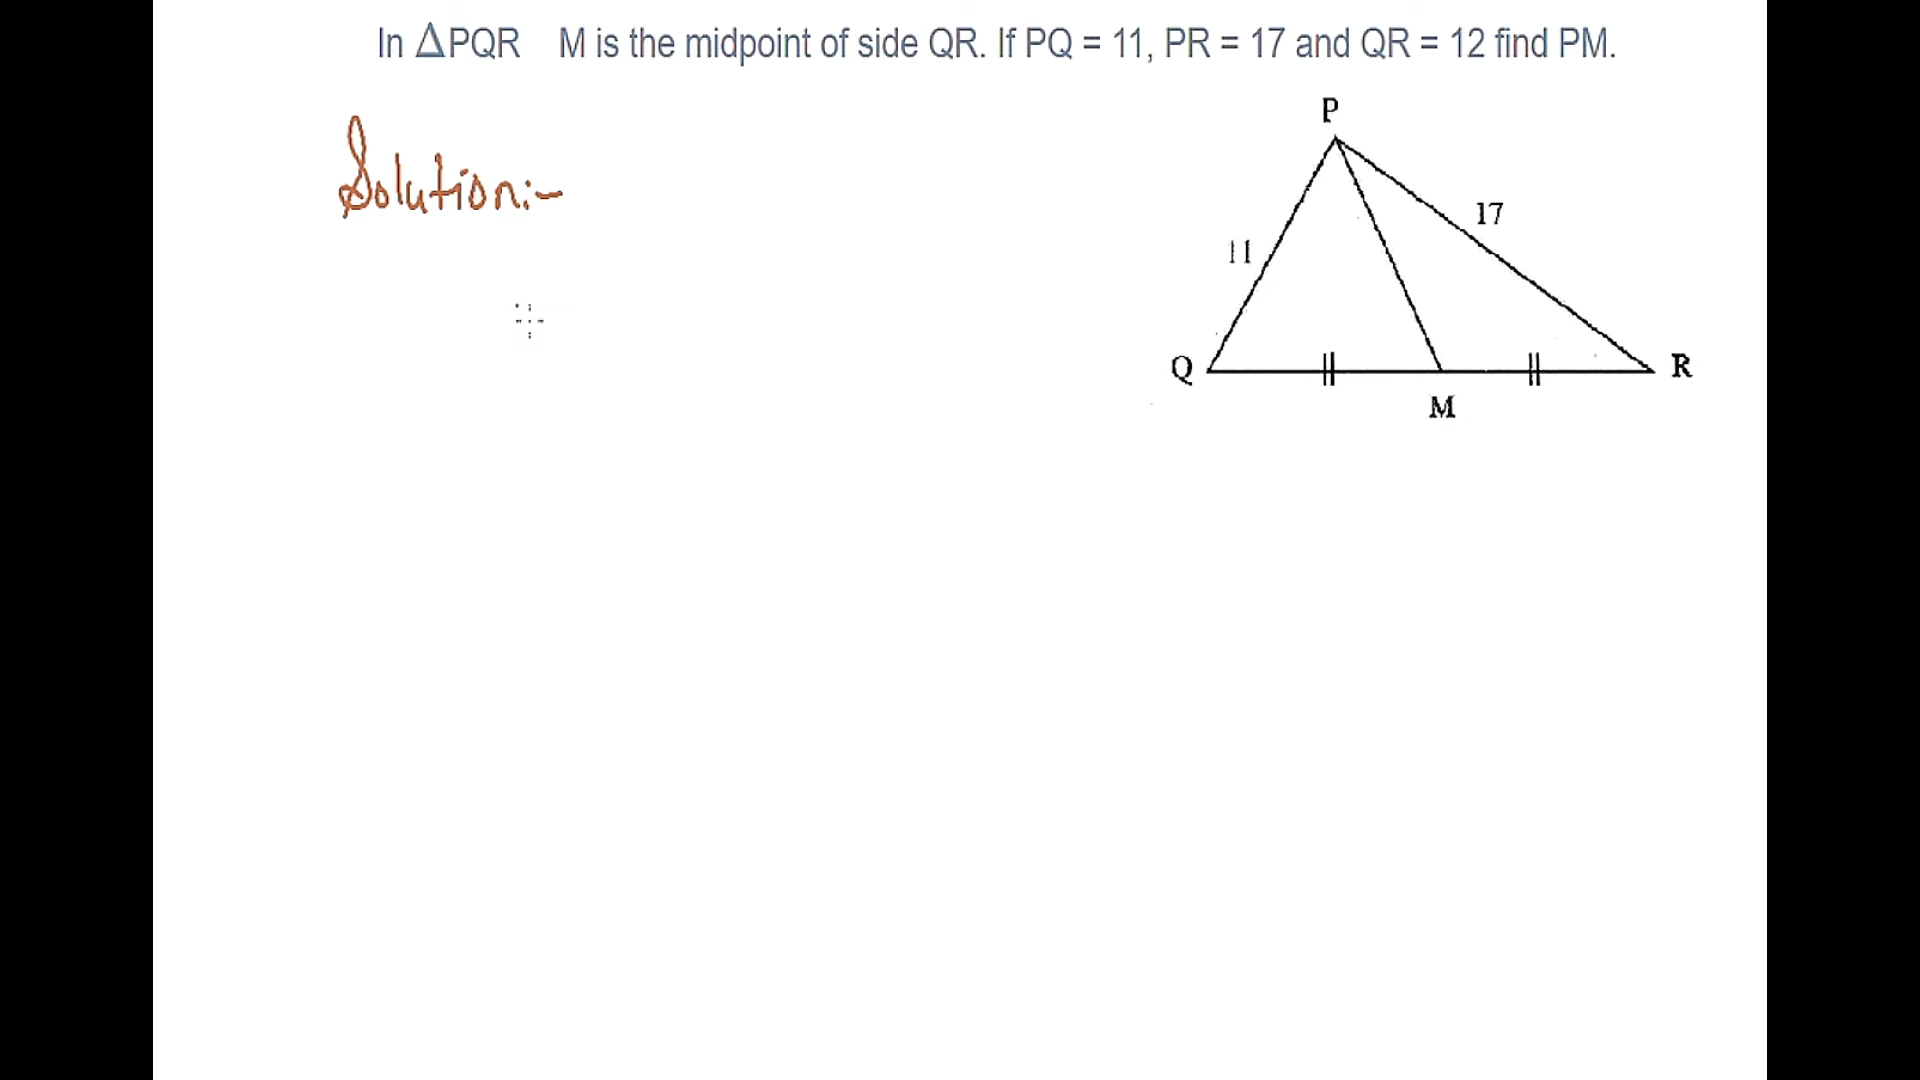 In ΔPQR M is the midpoint of side QR. If PQ = 11, PR = 17 and QR = 12 find PM.
Solution:-
P
17
11
Q
R
M